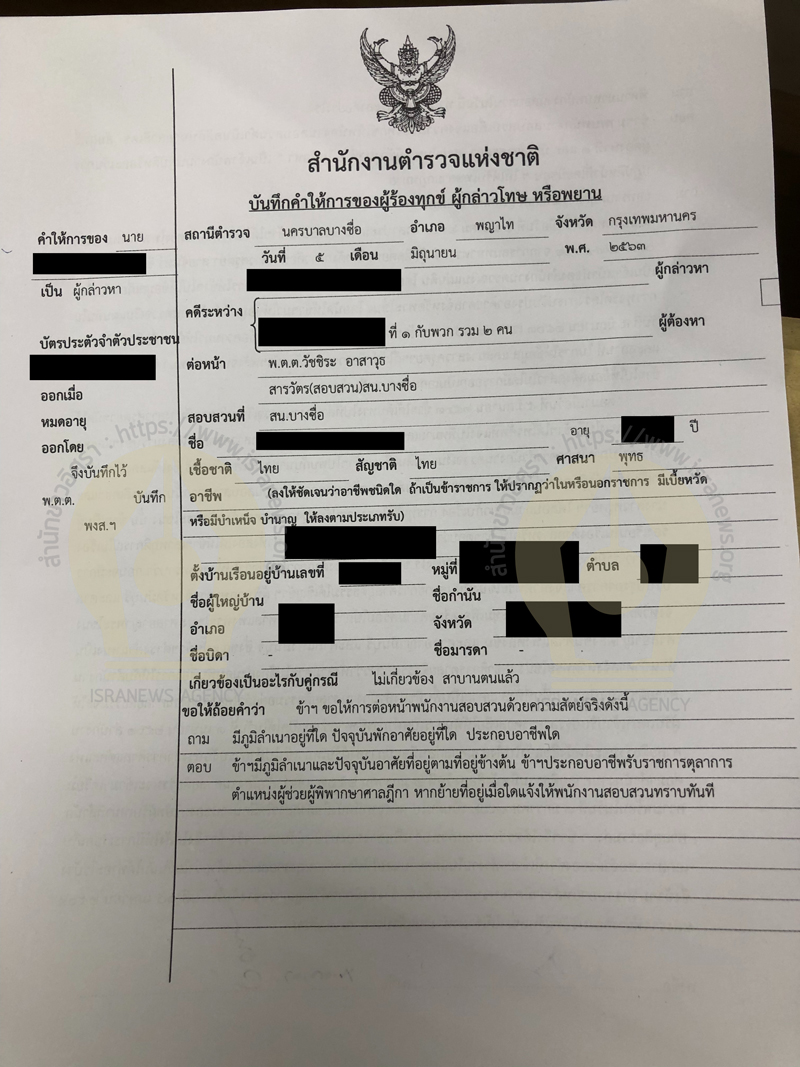 สำนักงานตำรวจแห่งชาติ
บันทึกคำให้การของผู้ร้องทุกข์ ผู้กล่าวโทษ หรือพยาน
คำให้การของ นาย
เป็น ผู้กล่าวหา
บัตรประตัวจำตัวประชาชน
ออกเมื่อ
หมดอายุ
ออกโดย
จึงบันทึกไว้
พ.ต.ต. บันทึก
พงส.ฯ
สถานีตำรวจ นครบาลบางซื่อ อำเภอ พญาไท จังหวัด กรุงเทพมหานคร
วันที่ ๕ เดือน มิถุนายน พ.ศ. ๒๕๖๓
ผู้กล่าวหา
คดีระหว่าง
ที่ ๑ กับพวก รวม ๒ คน ผู้ต้องหา
ต่อหน้า พ.ต.ต.วัชชิระ อาสาวุธ
สารวัตร(สอบสวน)สน.บางซื่อ
สอบสวนที่ สน.บางซื่อ
ชื่อ อายุ ปี
เชื้อชาติ ไทย สัญชาติ ไทย ศาสนา พุทธ
อาชีพ (ลงให้ชัดเจนว่าอาชีพชนิดใด ถ้าเป็นข้าราชการ ให้ปรากฏว่าในหรือนอกราชการ มีเบี้ยหวัด
หรือมีบำเหน็จ บำนาญ ให้ลงตามประเภทรับ)
ตั้งบ้านเรือนอยู่บ้านเลขที่ หมู่ที่ ตำบล
ชื่อผู้ใหญ่บ้าน ชื่อกำนัน
อำเภอ จังหวัด
ชื่อบิดา - ชื่อมารดา -
เกี่ยวข้องเป็นอะไรกับคู่กรณี ไม่เกี่ยวข้อง สาบานตนแล้ว
ขอให้ถ้อยคำว่า ข้าฯ ขอให้การต่อหน้าพนักงานสอบสวนด้วยความสัตย์จริงดังนี้
ถาม มีภูมิลำเนาอยู่ที่ใด ปัจจุบันพักอาศัยอยู่ที่ใด ประกอบอาชีพใด
ตอบ ข้าฯมีภูมิลำเนาและปัจจุบันอาศัยที่อยู่ตามที่อยู่ข้างต้น ข้าฯประกอบอาชีพรับราชการตุลาการ
ตำแหน่งผู้ช่วยผู้พิพากษาศาลฎีกา หากย้ายที่อยู่เมื่อใดแจ้งให้พนักงานสอบสวนทราบทันที
สำนักข่าวอิศรา : https://www.isranews.org
ISRANEWS AGENCY
สำนักข่าวอิศรา : https://www.isranews.org
ISRANEWS AGENCY